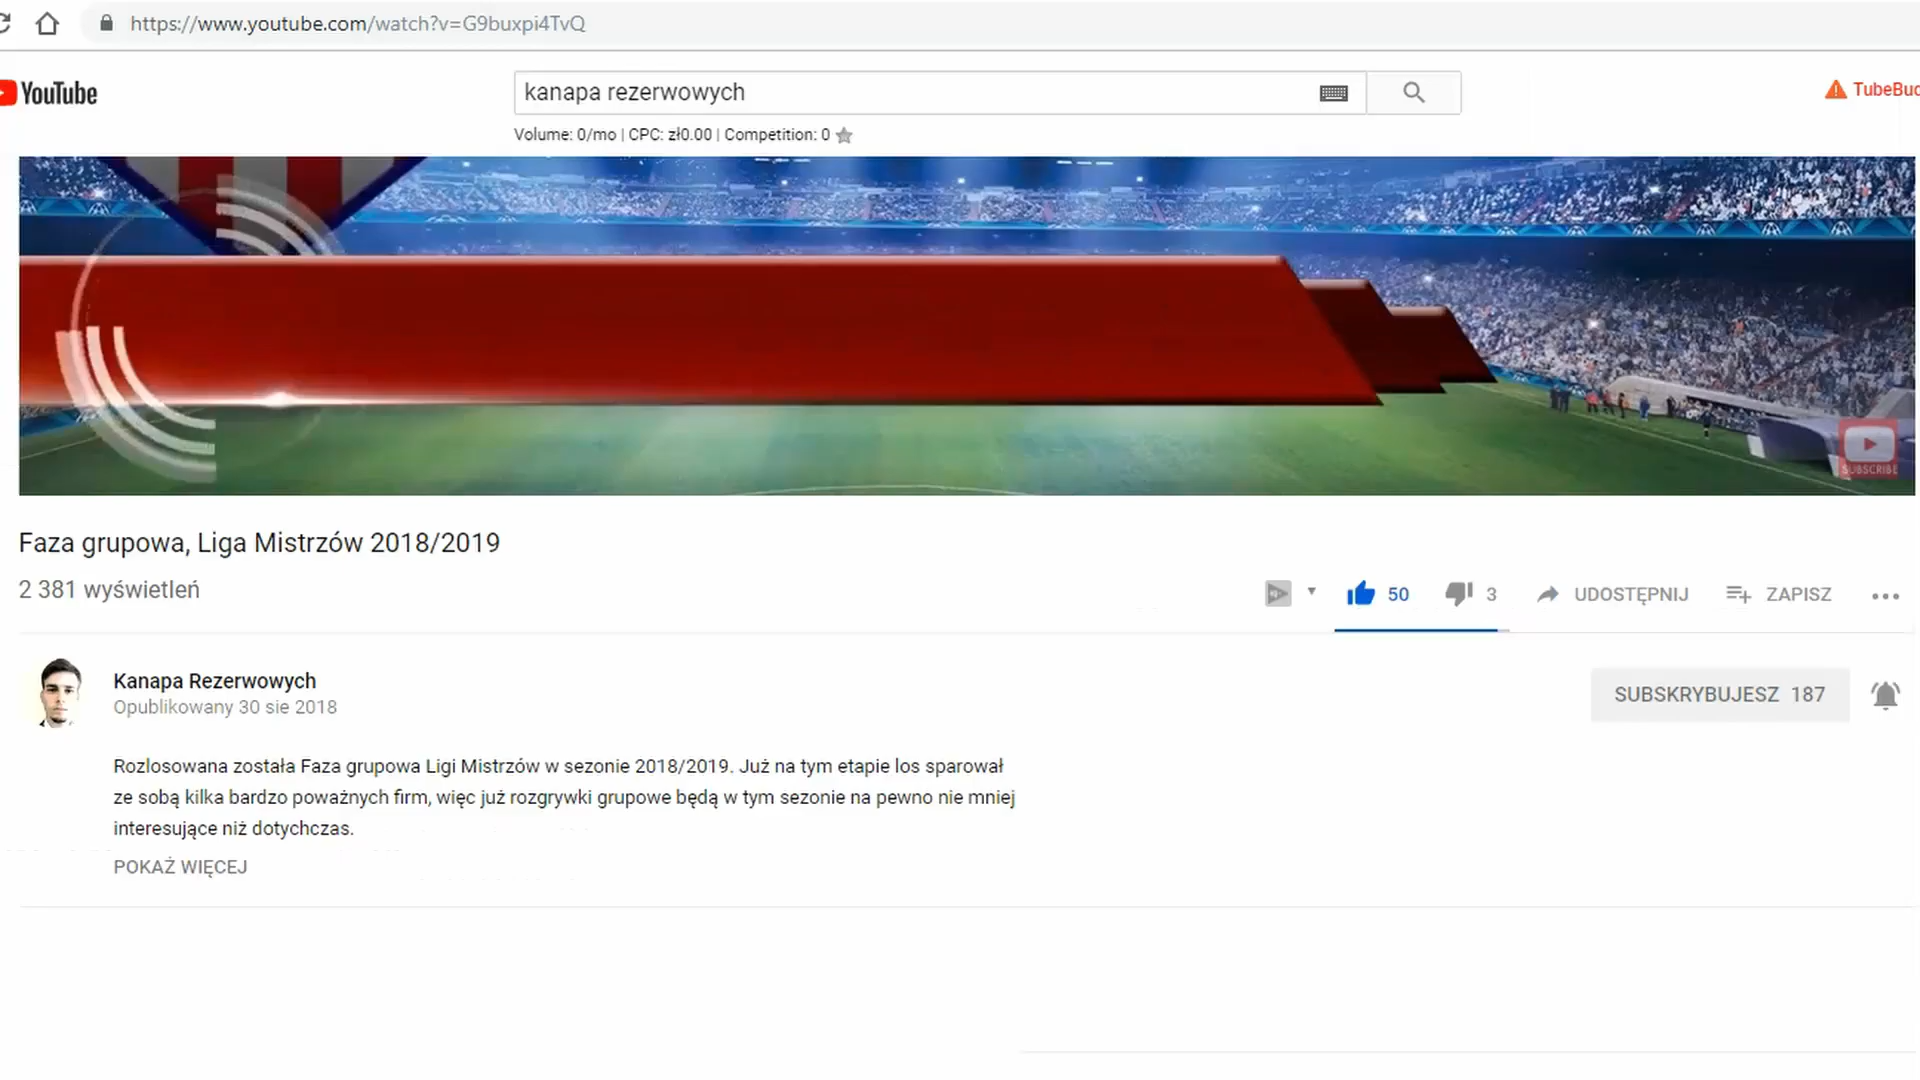 https://www.youtube.com/watch?v=G9buxpi4TvQ
YouTube
kanapa rezerwowych
TubeBud
Volume: 0/mo | CPC: zł0.00 | Competition: 0
SUBSCRIBE
Faza grupowa, Liga Mistrzów 2018/2019
2 381 wyświetleń
50 3 UDOSTĘPNIJ ZAPISZ
Kanapa Rezerwowych
Opublikowany 30 sie 2018
SUBSKRYBUJESZ 187
Rozlosowana została Faza grupowa Ligi Mistrzów w sezonie 2018/2019. Już na tym etapie los sparował
ze sobą kilka bardzo poważnych firm, więc już rozgrywki grupowe będą w tym sezonie na pewno nie mniej
interesujące niż dotychczas.
POKAŻ WIĘCEJ